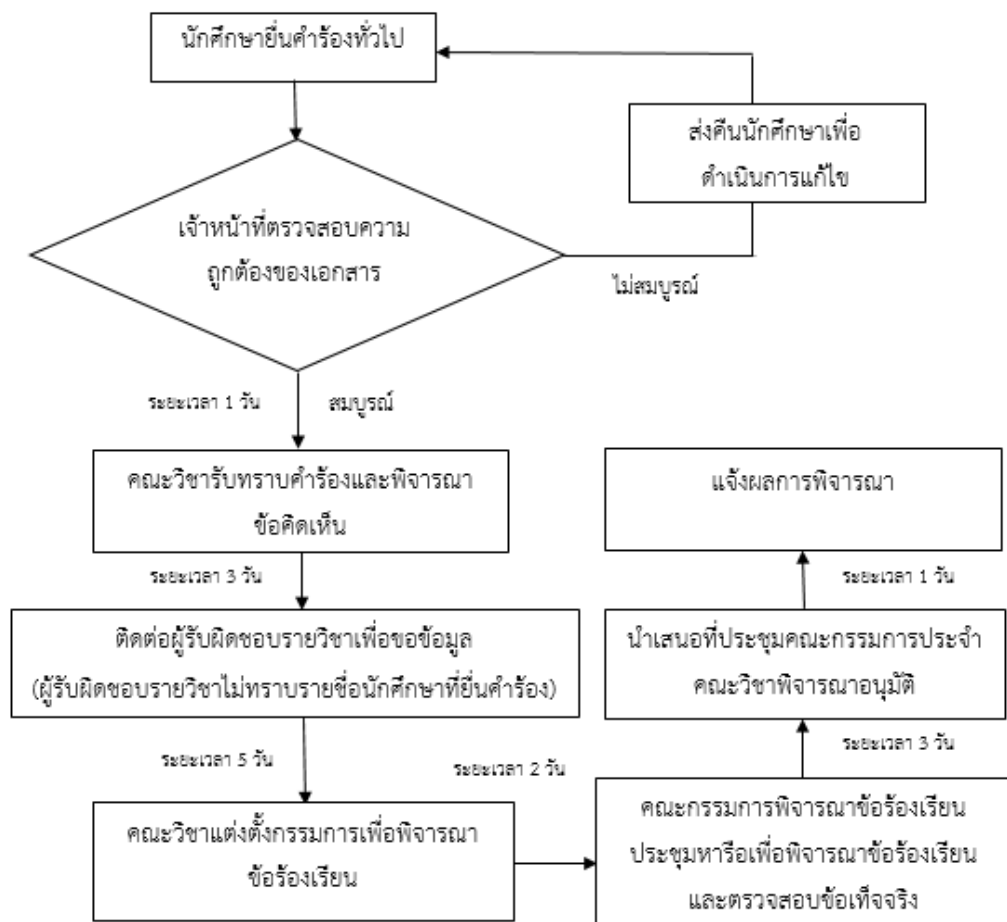 นักศึกษายื่นคำร้องทั่วไป
ส่งคืนนักศึกษาเพื่อ
ดำเนินการแก้ไข
เจ้าหน้าที่ตรวจสอบความ
ถูกต้องของเอกสาร
ไม่สมบูรณ์
ระยะเวลา 1 วัน
สมบูรณ์
คณะวิชารับทราบคำร้องและพิจารณา
ข้อคิดเห็น
ระยะเวลา 3 วัน
ติดต่อผู้รับผิดชอบรายวิชาเพื่อขอข้อมูล
(ผู้รับผิดชอบรายวิชาไม่ทราบรายชื่อนักศึกษาที่ยื่นคำร้อง)
ระยะเวลา 5 วัน
คณะวิชาแต่งตั้งกรรมการเพื่อพิจารณา
ข้อร้องเรียน
ระยะเวลา 2 วัน
คณะกรรมการพิจารณาข้อร้องเรียน
ประชุมหารือเพื่อพิจารณาข้อร้องเรียน
และตรวจสอบข้อเท็จจริง
ระยะเวลา 3 วัน
นำเสนอที่ประชุมคณะกรรมการประจำ
คณะวิชาพิจารณาอนุมัติ
ระยะเวลา 1 วัน
แจ้งผลการพิจารณา